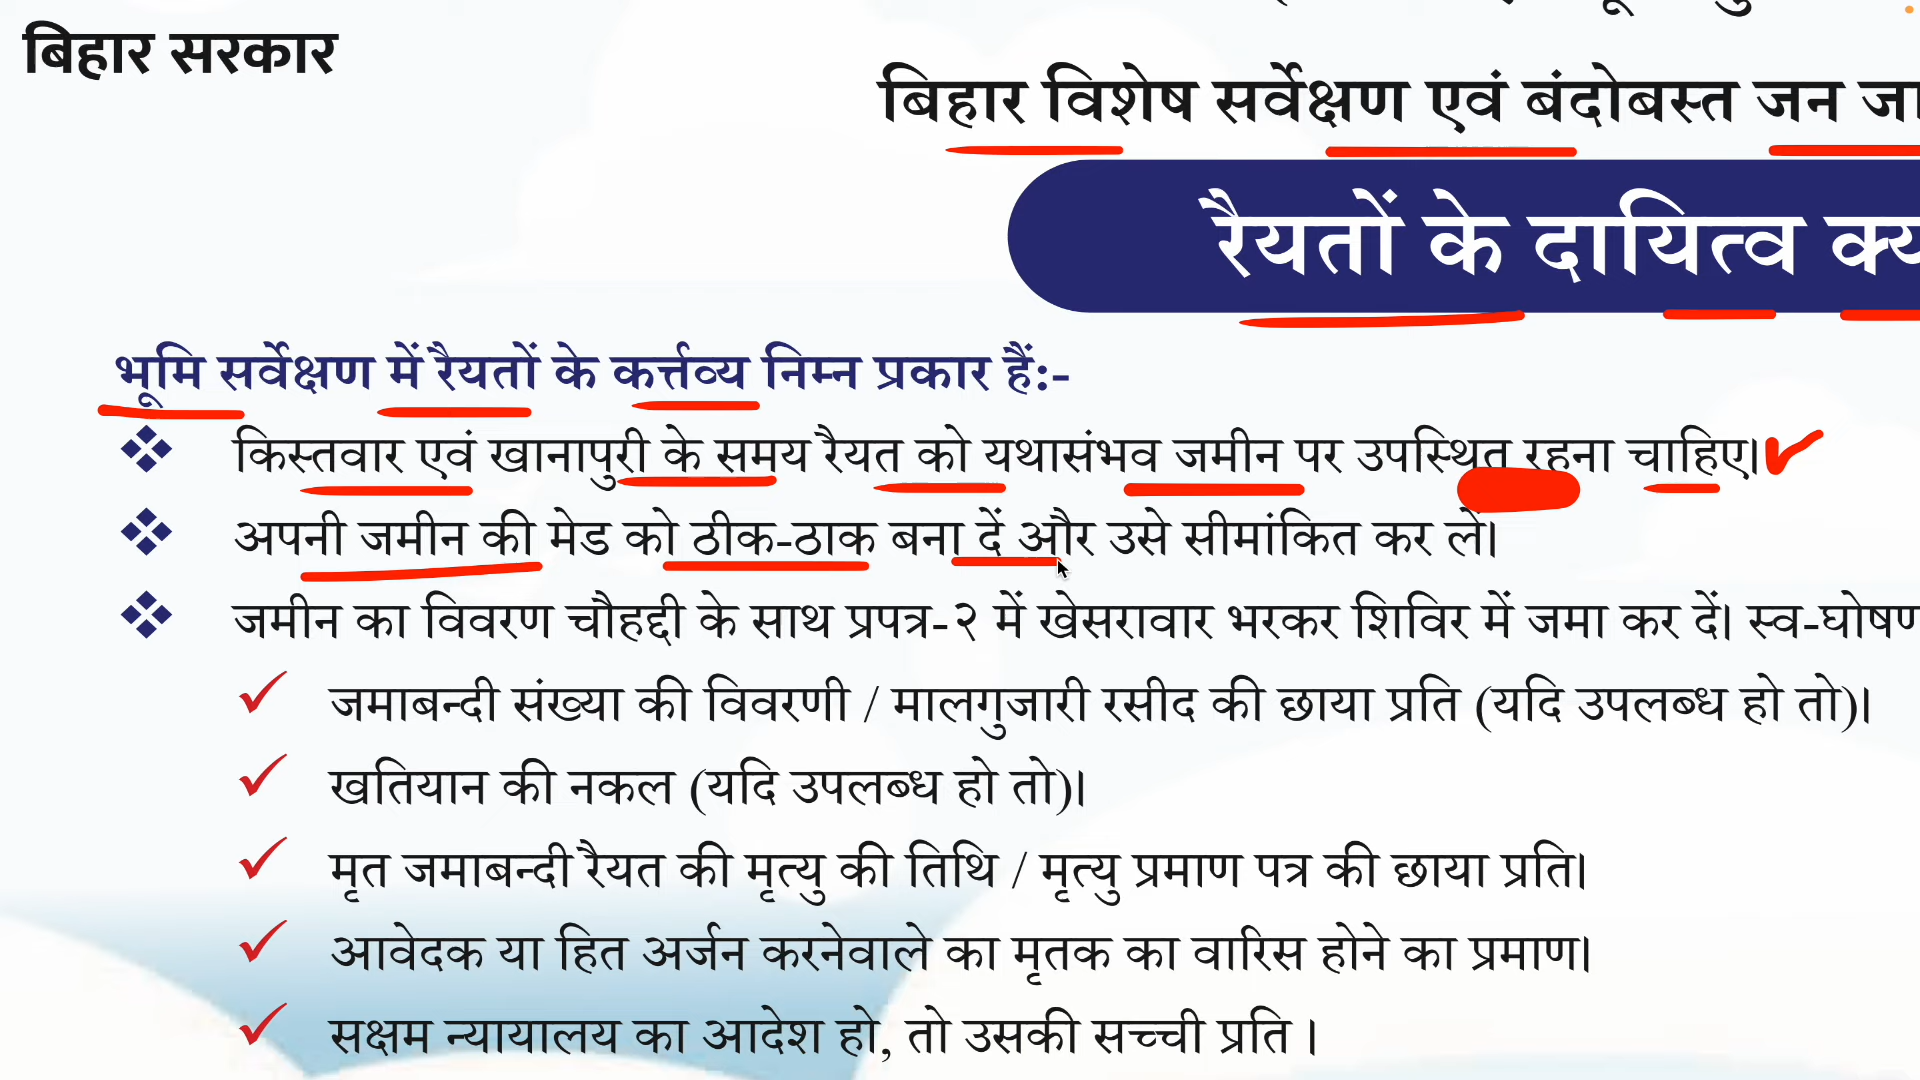 बिहार सरकार
बिहार विशेष सर्वेक्षण एवं बंदोबस्त जन
रैयतों के दायित्व
भूमि सर्वेक्षण में रैयतों के कर्त्तव्य निम्न प्रकार हैं:-
❖ किस्तवार एवं खानापुरी के समय रैयत को यथासंभव जमीन पर उपस्थित रहना चाहिए।
❖ अपनी जमीन की मेड को ठीक-ठाक बना दें और उसे सीमांकित कर लें।
❖ जमीन का विवरण चौहद्दी के साथ प्रपत्र-२ में खेसरावार भरकर शिविर में जमा कर दें। स्व-
✓ जमाबन्दी संख्या की विवरणी / मालगुजारी रसीद की छाया प्रति (यदि उपलब्ध हो तो)।
✓ खतियान की नकल (यदि उपलब्ध हो तो)।
✓ मृत जमाबन्दी रैयत की मृत्यु की तिथि / मृत्यु प्रमाण पत्र की छाया प्रति।
✓ आवेदक या हित अर्जन करनेवाले का मृतक का वारिस होने का प्रमाण।
✓ सक्षम न्यायालय का आदेश हो, तो उसकी सच्ची प्रति ।